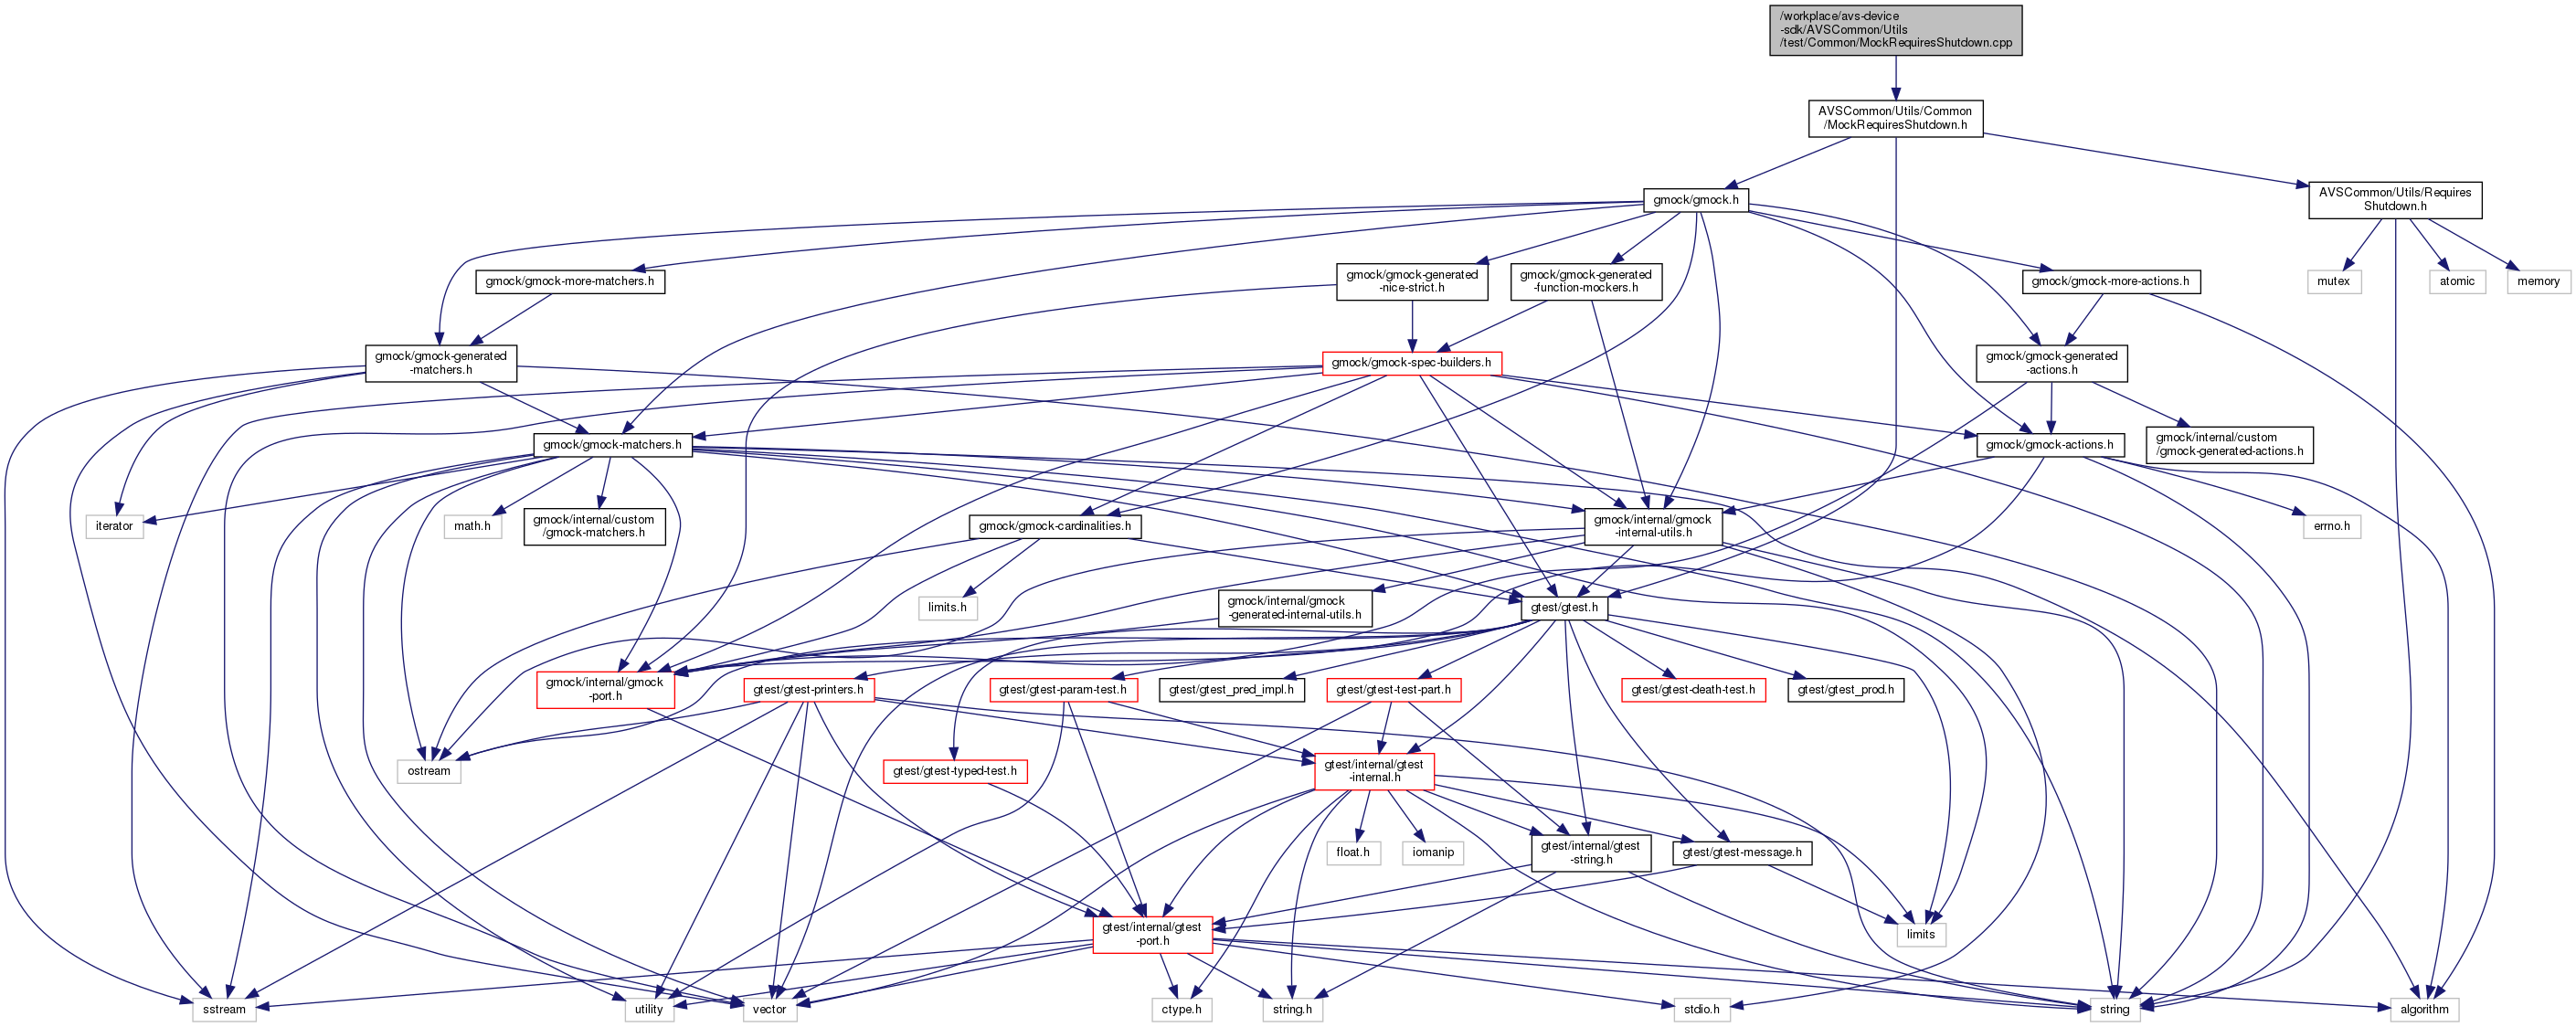 /workplace/avs-device
-sdk/AVSCommon/Utils
/test/Common/MockRequiresShutdown.cpp
AVSCommon/Utils/Common
/MockRequiresShutdown.h
gmock/gmock.h
AVSCommon/Utils/Requires
Shutdown.h
gmock/gmock-more-matchers.h
gmock/gmock-generated
-nice-strict.h
gmock/gmock-generated
-function-mockers.h
gmock/gmock-more-actions.h
mutex
atomic
memory
gmock/gmock-generated
-matchers.h
gmock/gmock-spec-builders.h
gmock/gmock-generated
-actions.h
gmock/gmock-matchers.h
gmock/gmock-actions.h
gmock/internal/custom
/gmock-generated-actions.h
iterator
math.h
gmock/internal/custom
/gmock-matchers.h
gmock/gmock-cardinalities.h
gmock/internal/gmock
-internal-utils.h
errno.h
limits.h
gmock/internal/gmock
-generated-internal-utils.h
gtest/gtest.h
gmock/internal/gmock
-port.h
gtest/gtest-printers.h
gtest/gtest-param-test.h
gtest/gtest_pred_impl.h
gtest/gtest-test-part.h
gtest/gtest-death-test.h
gtest/gtest_prod.h
ostream
gtest/gtest-typed-test.h
gtest/internal/gtest
-internal.h
float.h
iomanip
gtest/internal/gtest
-string.h
gtest/gtest-message.h
gtest/internal/gtest
-port.h
limits
sstream
utility
vector
ctype.h
string.h
stdio.h
string
algorithm